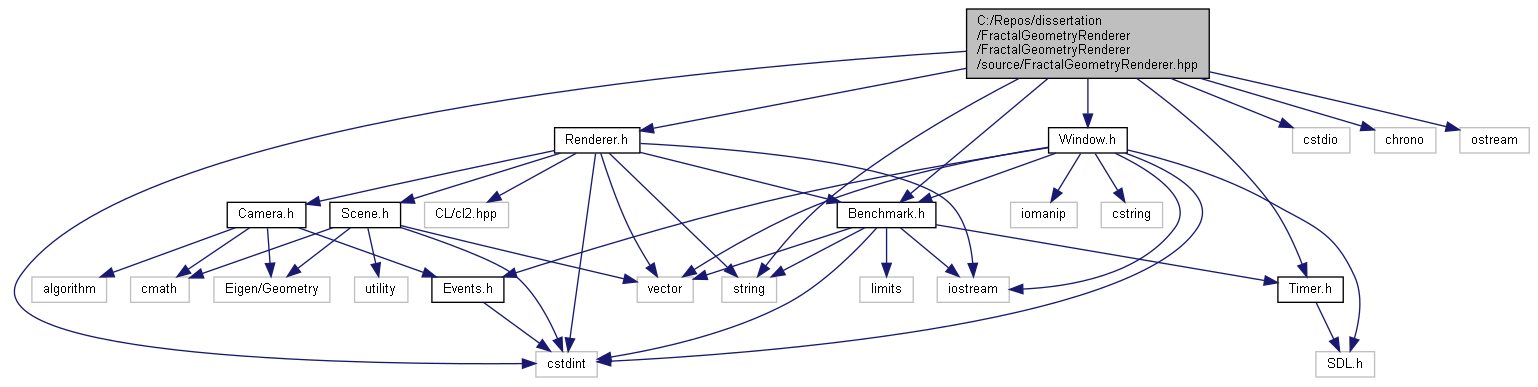 C:/Repos/dissertation
/FractalGeometryRenderer
/FractalGeometryRenderer
/source/FractalGeometryRenderer.hpp
Renderer.h
Window.h
cstdio
chrono
ostream
Camera.h
Scene.h
CL/cl2.hpp
Benchmark.h
iomanip
cstring
algorithm
cmath
Eigen/Geometry
utility
Events.h
vector
string
limits
iostream
Timer.h
cstdint
SDL.h